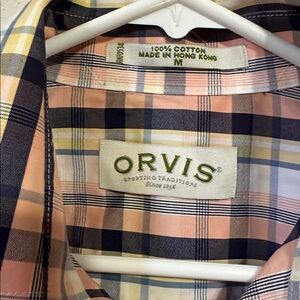 100% COTTON
MADE IN HONG KONG
M
ORVIS®
SPORTING TRADITIONS
Since 1856